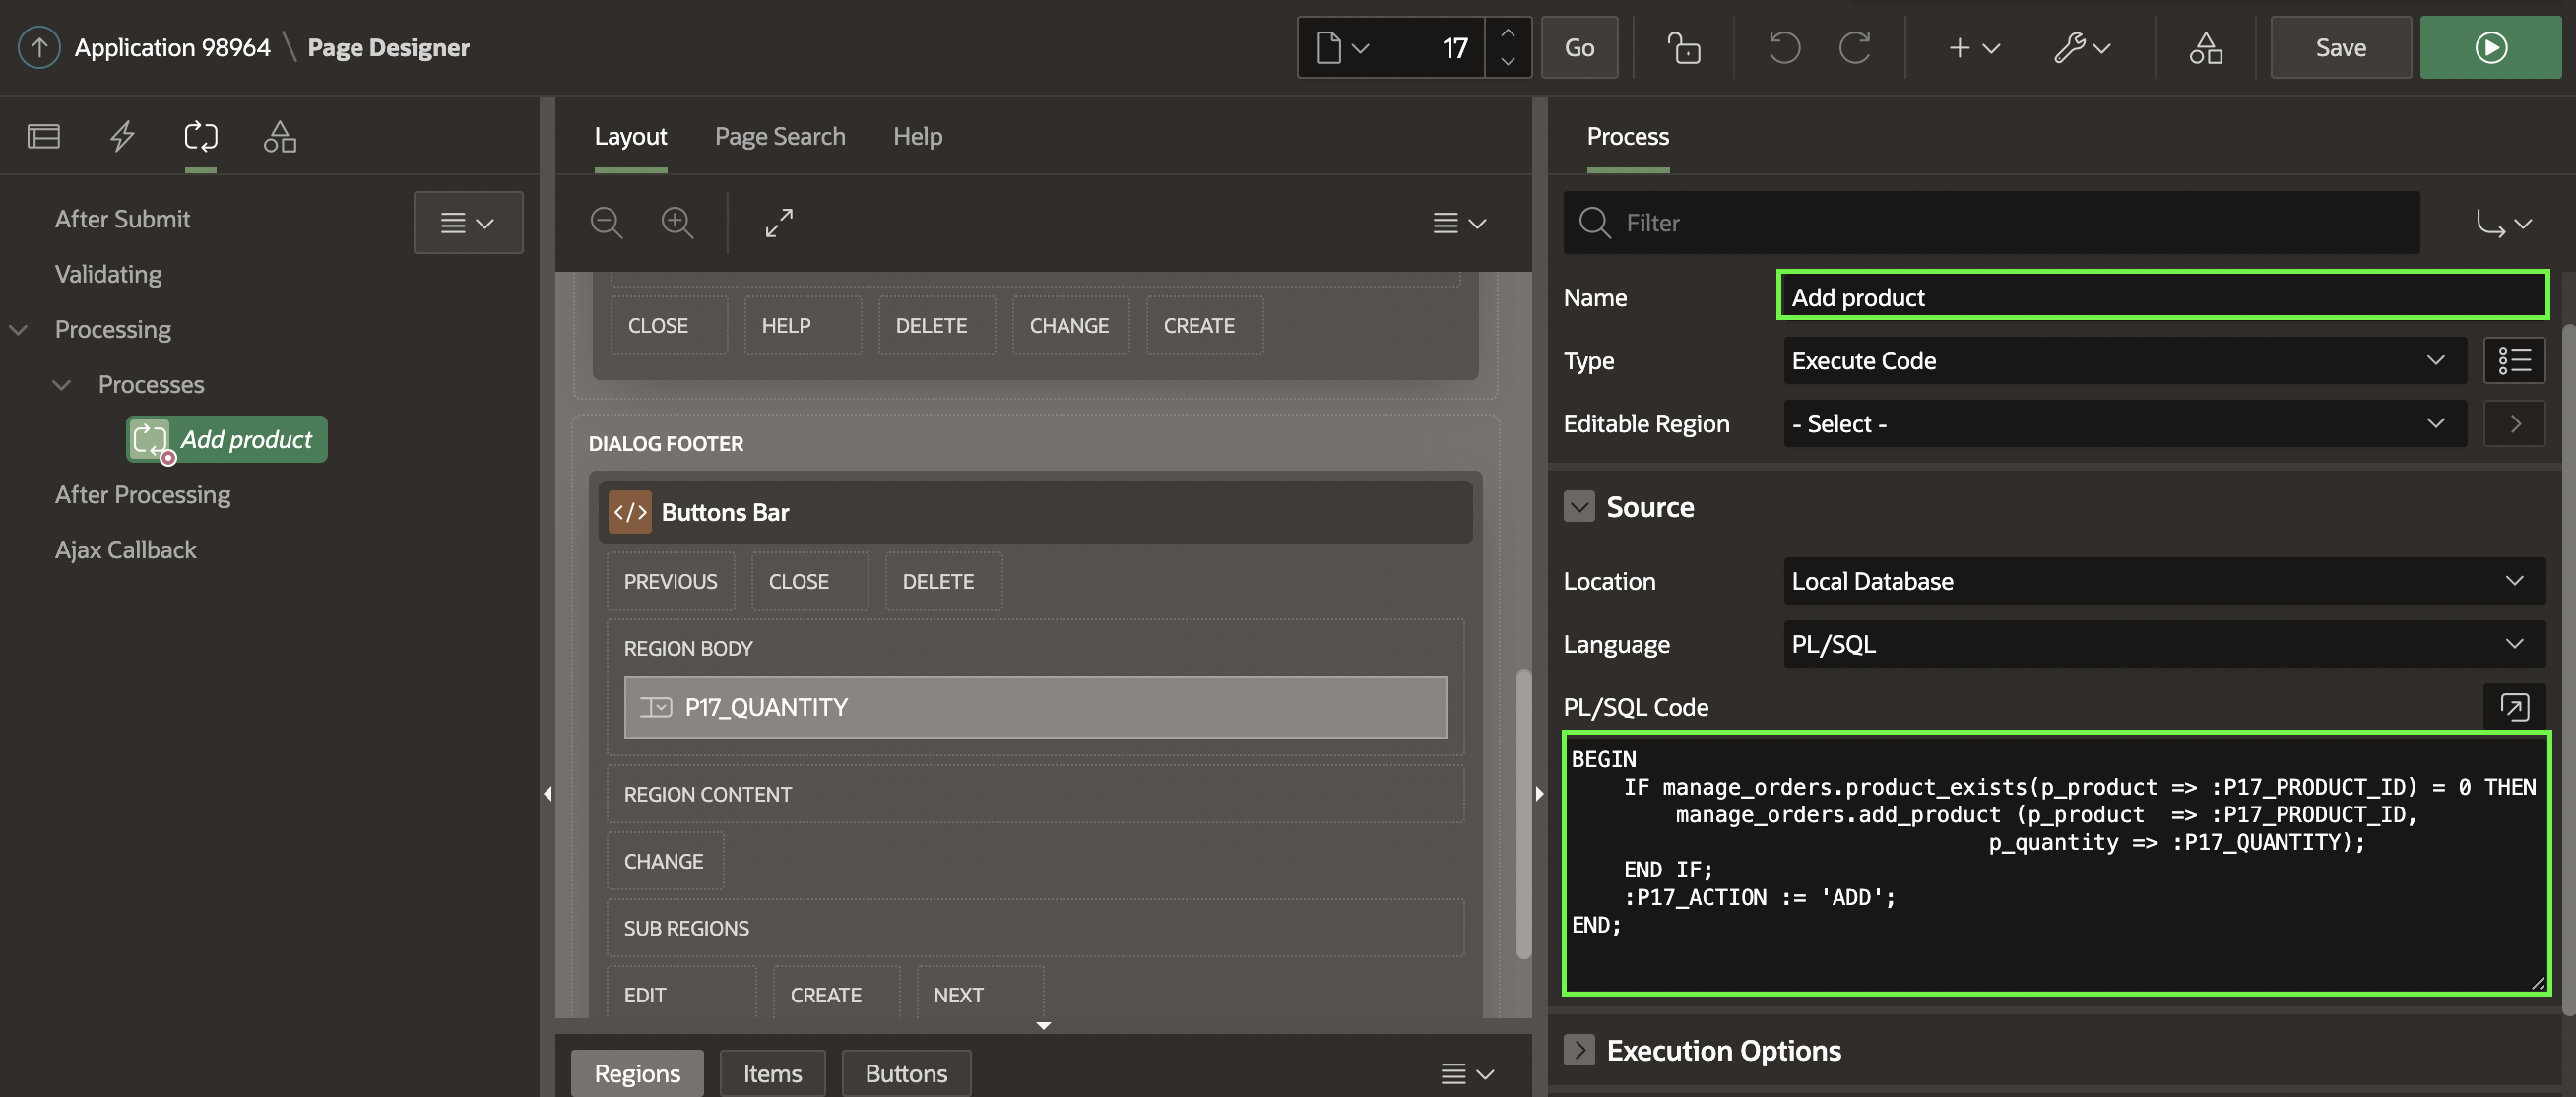 Application 98964 \ Page Designer
17
Go
Save
Layout
Page Search
Help
Process
After Submit
Validating
Processing
Processes
Add product
After Processing
Ajax Callback
CLOSE
HELP
DELETE
CHANGE
CREATE
DIALOG FOOTER
</> Buttons Bar
PREVIOUS
CLOSE
DELETE
REGION BODY
P17_QUANTITY
REGION CONTENT
CHANGE
SUB REGIONS
EDIT
CREATE
NEXT
Regions
Items
Buttons
Filter
Name
Add product
Type
Execute Code
Editable Region
- Select -
Source
Location
Local Database
Language
PL/SQL
PL/SQL Code
BEGIN
    IF manage_orders.product_exists(p_product => :P17_PRODUCT_ID) = 0 THEN
        manage_orders.add_product (p_product  => :P17_PRODUCT_ID,
                                p_quantity => :P17_QUANTITY);
    END IF;
    :P17_ACTION := 'ADD';
END;
Execution Options